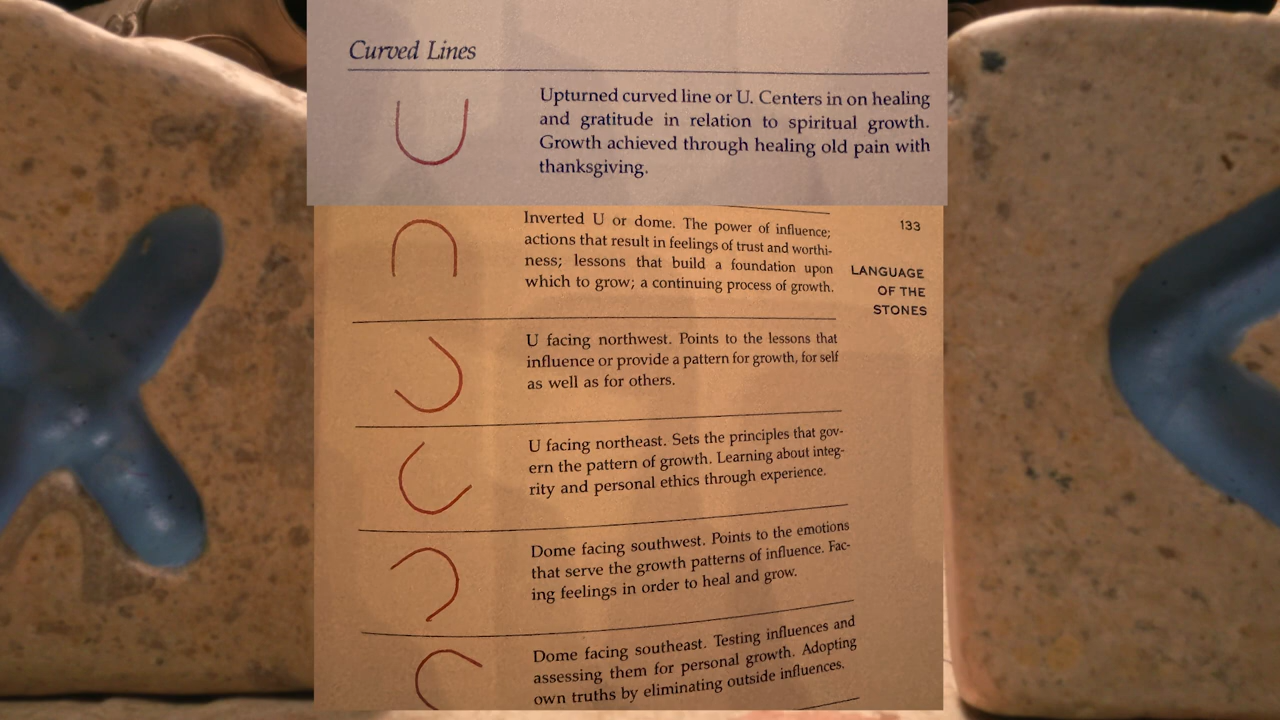 Curved Lines
Upturned curved line or U. Centers in on healing
and gratitude in relation to spiritual growth.
Growth achieved through healing old pain with
thanksgiving.
Inverted U or dome. The power of influence;
actions that result in feelings of trust and worthi-
ness; lessons that build a foundation upon
which to grow; a continuing process of growth.
133
LANGUAGE
OF THE
STONES
U facing northwest. Points to the lessons that
influence or provide a pattern for growth, for self
as well as for others.
U facing northeast. Sets the principles that gov-
ern the pattern of growth. Learning about integ-
rity and personal ethics through experience.
Dome facing southwest. Points to the emotions
that serve the growth patterns of influence. Fac-
ing feelings in order to heal and grow.
Dome facing southeast. Testing influences and
assessing them for personal growth. Adopting
own truths by eliminating outside influences.